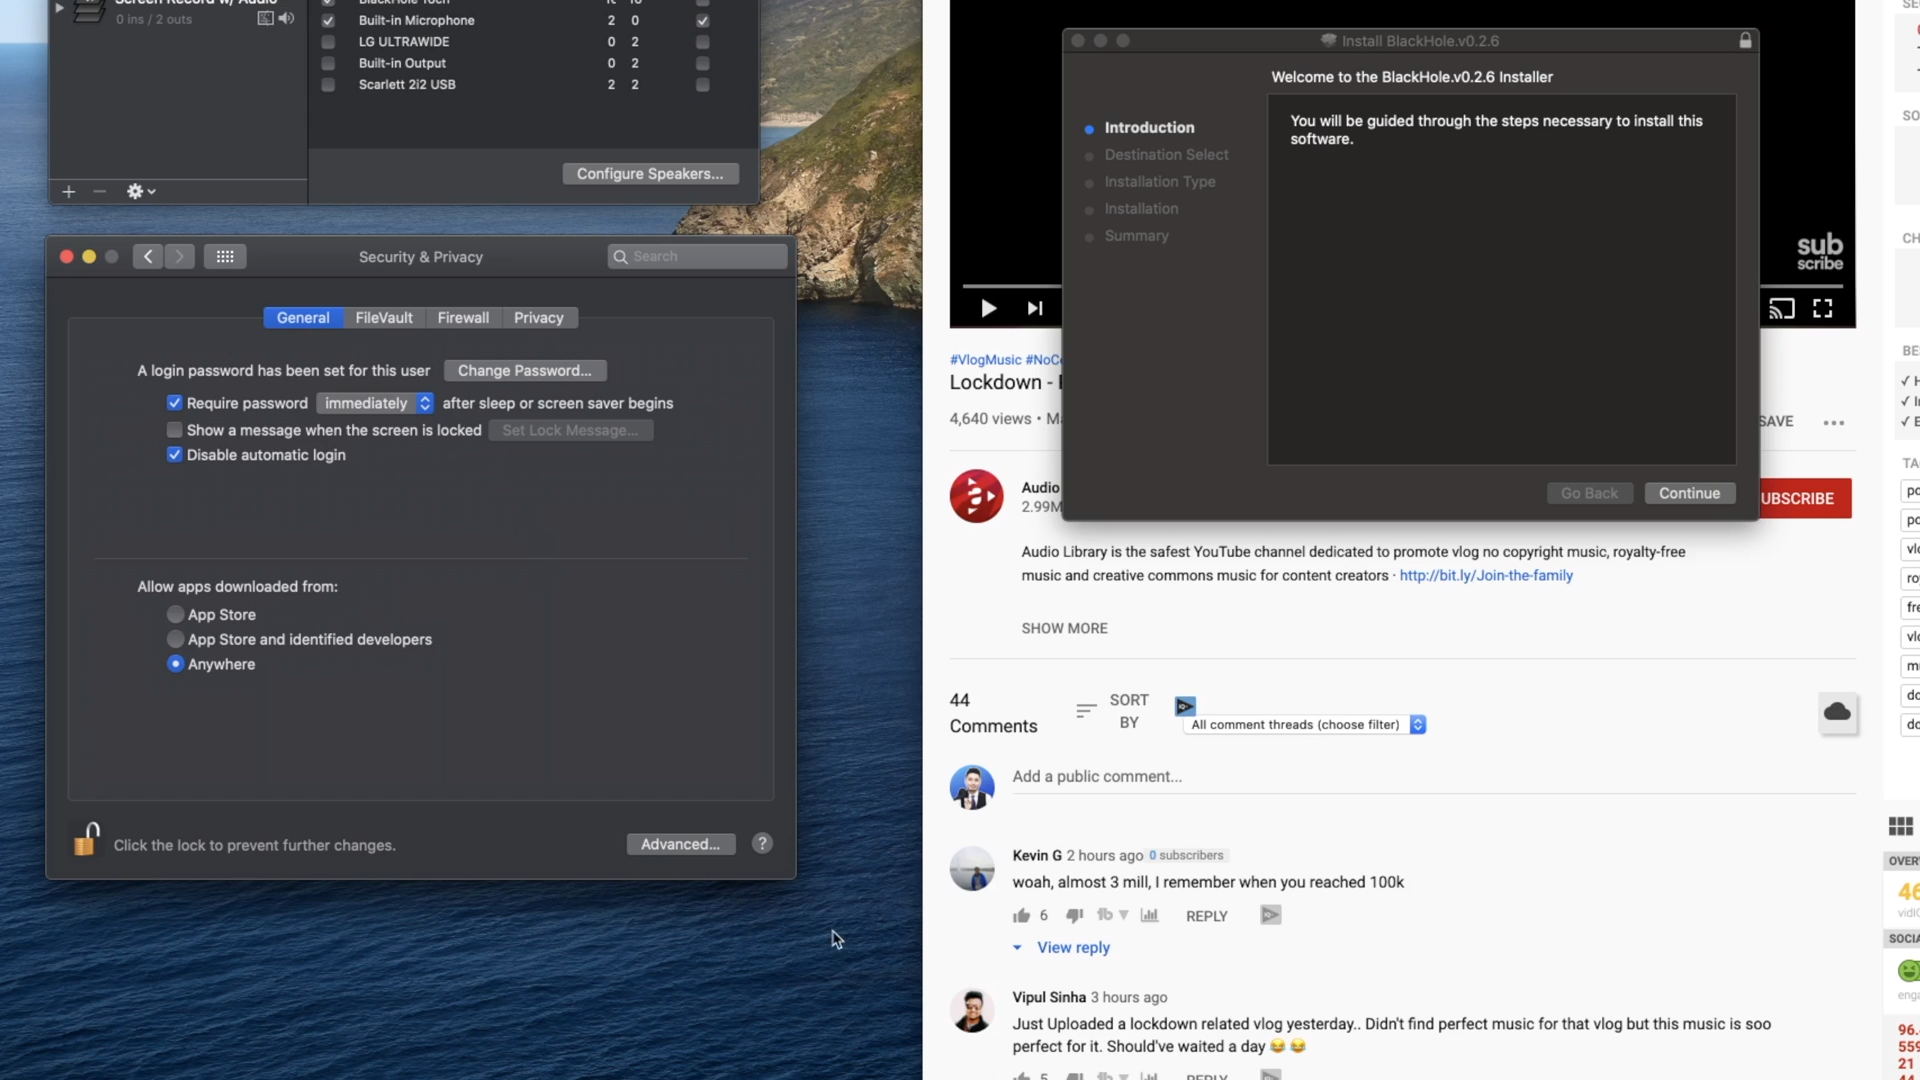 0 ins / 2 outs
Built-in Microphone 2 0
LG ULTRAWIDE 0 2
Built-in Output 0 2
Scarlett 2i2 USB 2 2
Configure Speakers...
Security & Privacy
Search
General FileVault Firewall Privacy
A login password has been set for this user Change Password...
Require password immediately after sleep or screen saver begins
Show a message when the screen is locked Set Lock Message...
Disable automatic login
Allow apps downloaded from:
App Store
App Store and identified developers
Anywhere
Click the lock to prevent further changes.
Advanced... ?
Install BlackHole.v0.2.6
Welcome to the BlackHole.v0.2.6 Installer
Introduction
Destination Select
Installation Type
Installation
Summary
You will be guided through the steps necessary to install this
software.
Go Back Continue
sub
scribe
#VlogMusic
Lockdown -
4,640 views •
SAVE
Audio
2.99M
UBSCRIBE
Audio Library is the safest YouTube channel dedicated to promote vlog no copyright music, royalty-free
music and creative commons music for content creators · http://bit.ly/Join-the-family
SHOW MORE
44
Comments
SORT
BY
All comment threads (choose filter)
Add a public comment...
Kevin G 2 hours ago 0 subscribers
woah, almost 3 mill, I remember when you reached 100k
6 REPLY
View reply
Vipul Sinha 3 hours ago
Just Uploaded a lockdown related vlog yesterday.. Didn't find perfect music for that vlog but this music is soo
perfect for it. Should've waited a day 😂 😂
5 REPLY